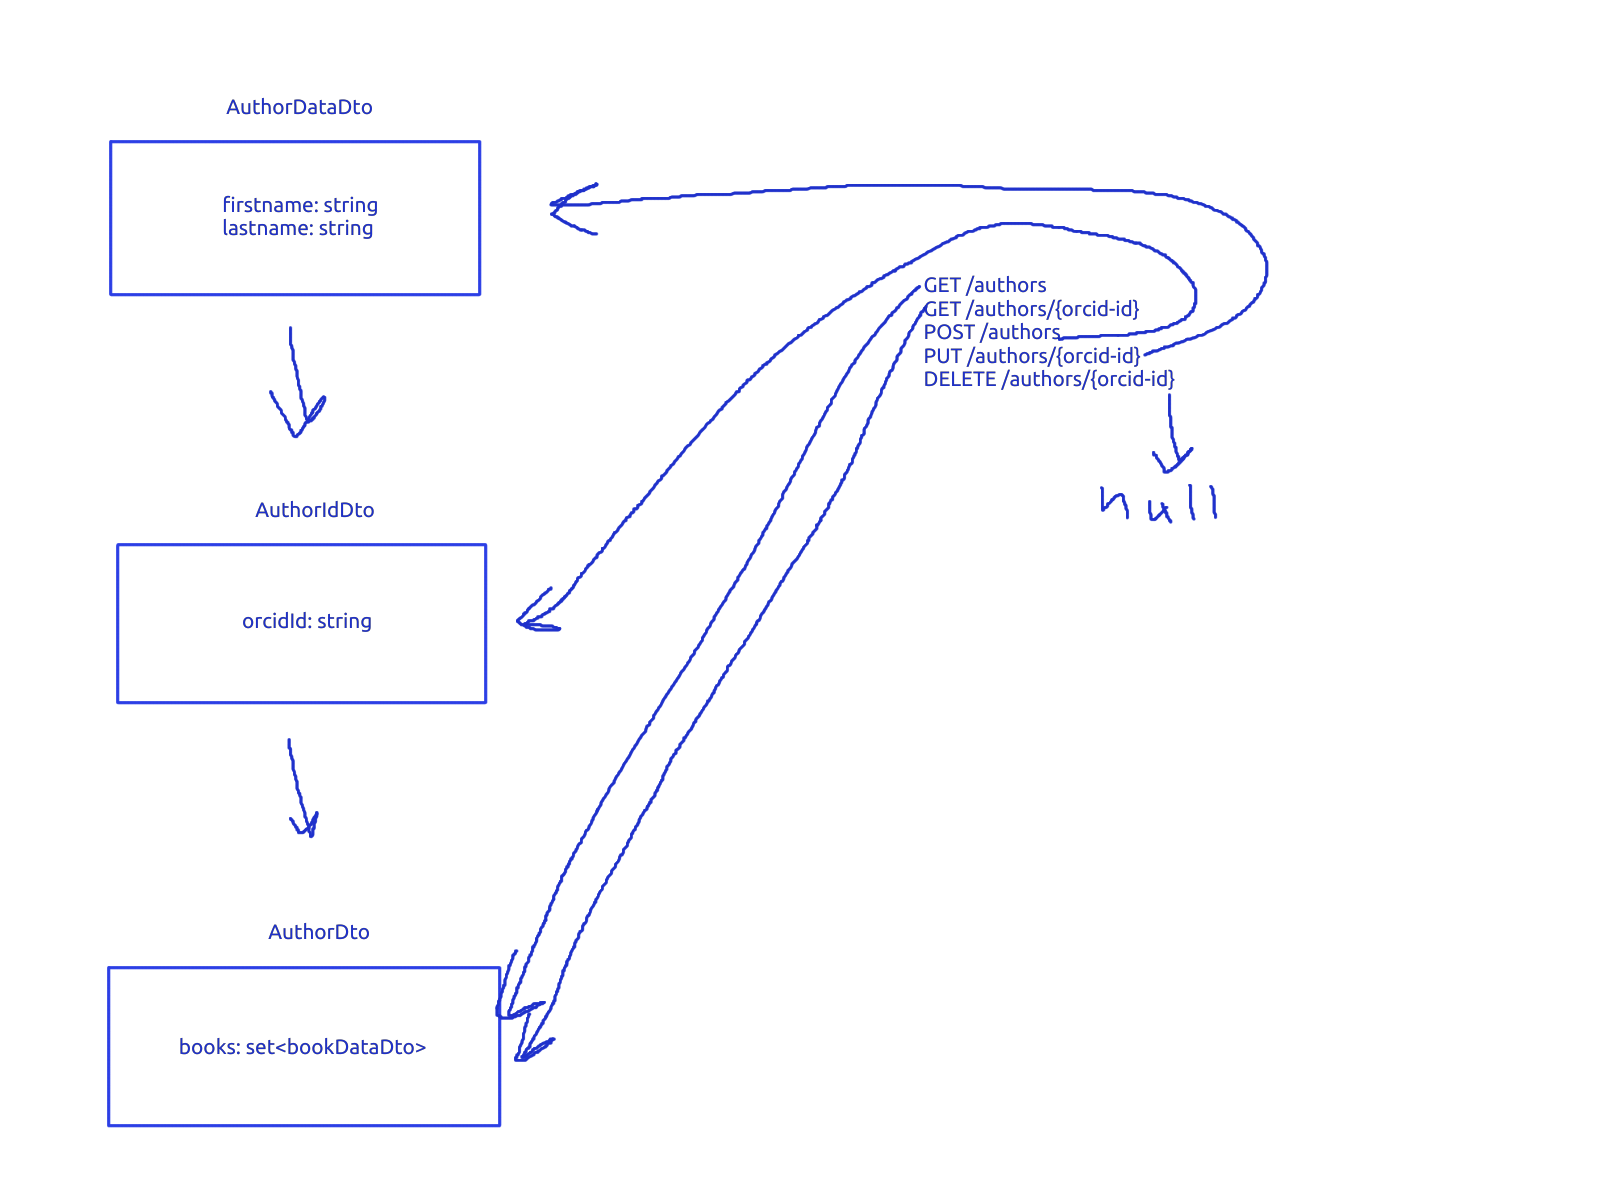 AuthorDataDto
firstname: string
lastname: string
GET /authors
GET /authors/{orcid-id}
POST /authors
PUT /authors/{orcid-id}
DELETE /authors/{orcid-id}
null
AuthorIdDto
orcidId: string
AuthorDto
books: set<bookDataDto>